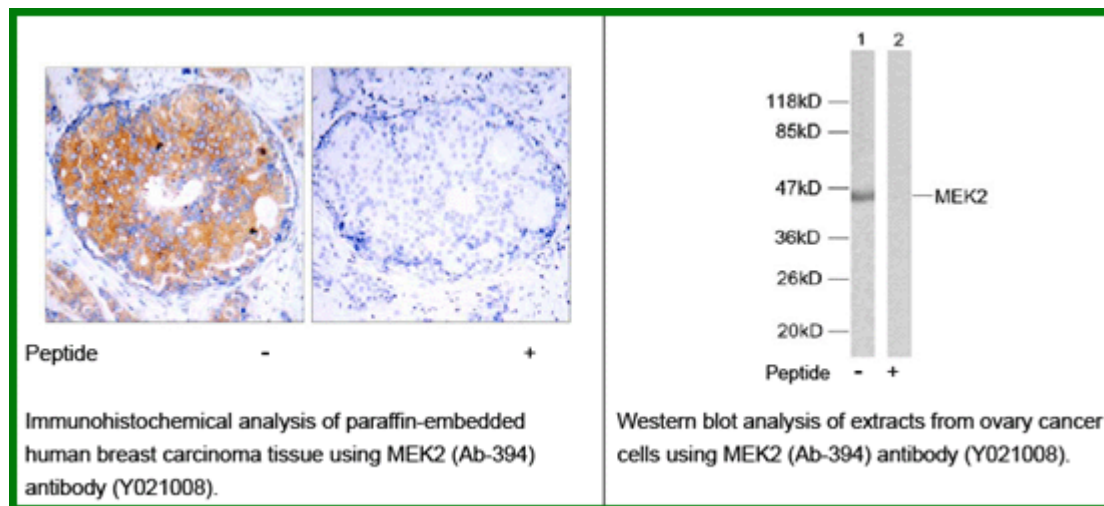 Peptide - +
Immunohistochemical analysis of paraffin-embedded
human breast carcinoma tissue using MEK2 (Ab-394)
antibody (Y021008).
1 2
118kD
85kD
47kD
MEK2
36kD
26kD
20kD
Peptide - +
Western blot analysis of extracts from ovary cancer
cells using MEK2 (Ab-394) antibody (Y021008).